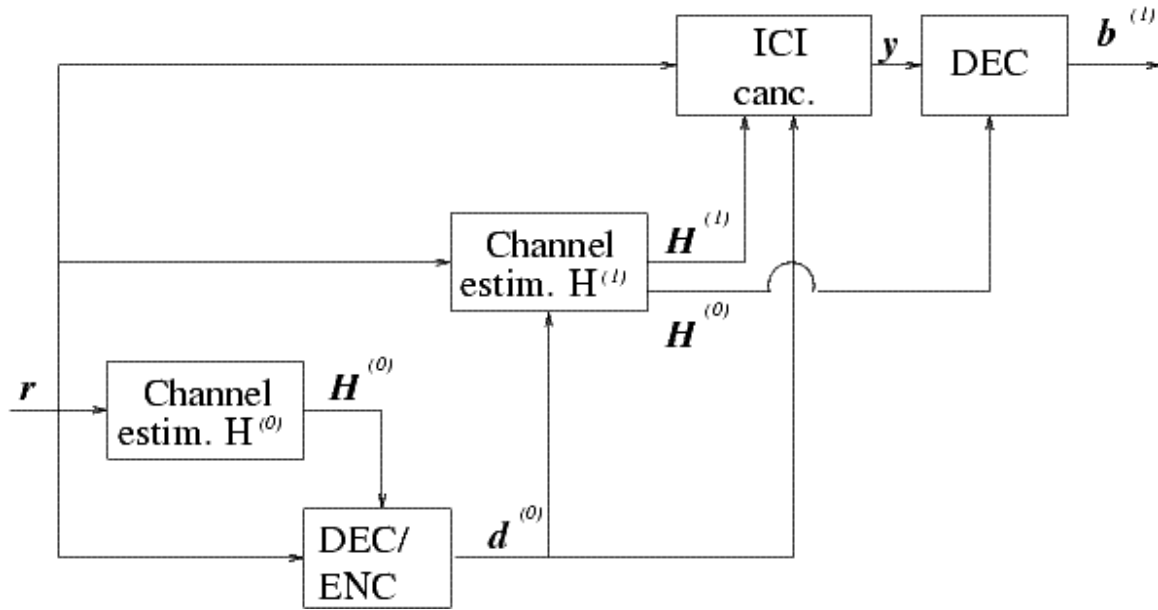 ICI
canc.
y
DEC
b (1)
Channel
estim. H(1)
H (1)
H (0)
r
Channel
estim. H(0)
H (0)
DEC/
ENC
d (0)